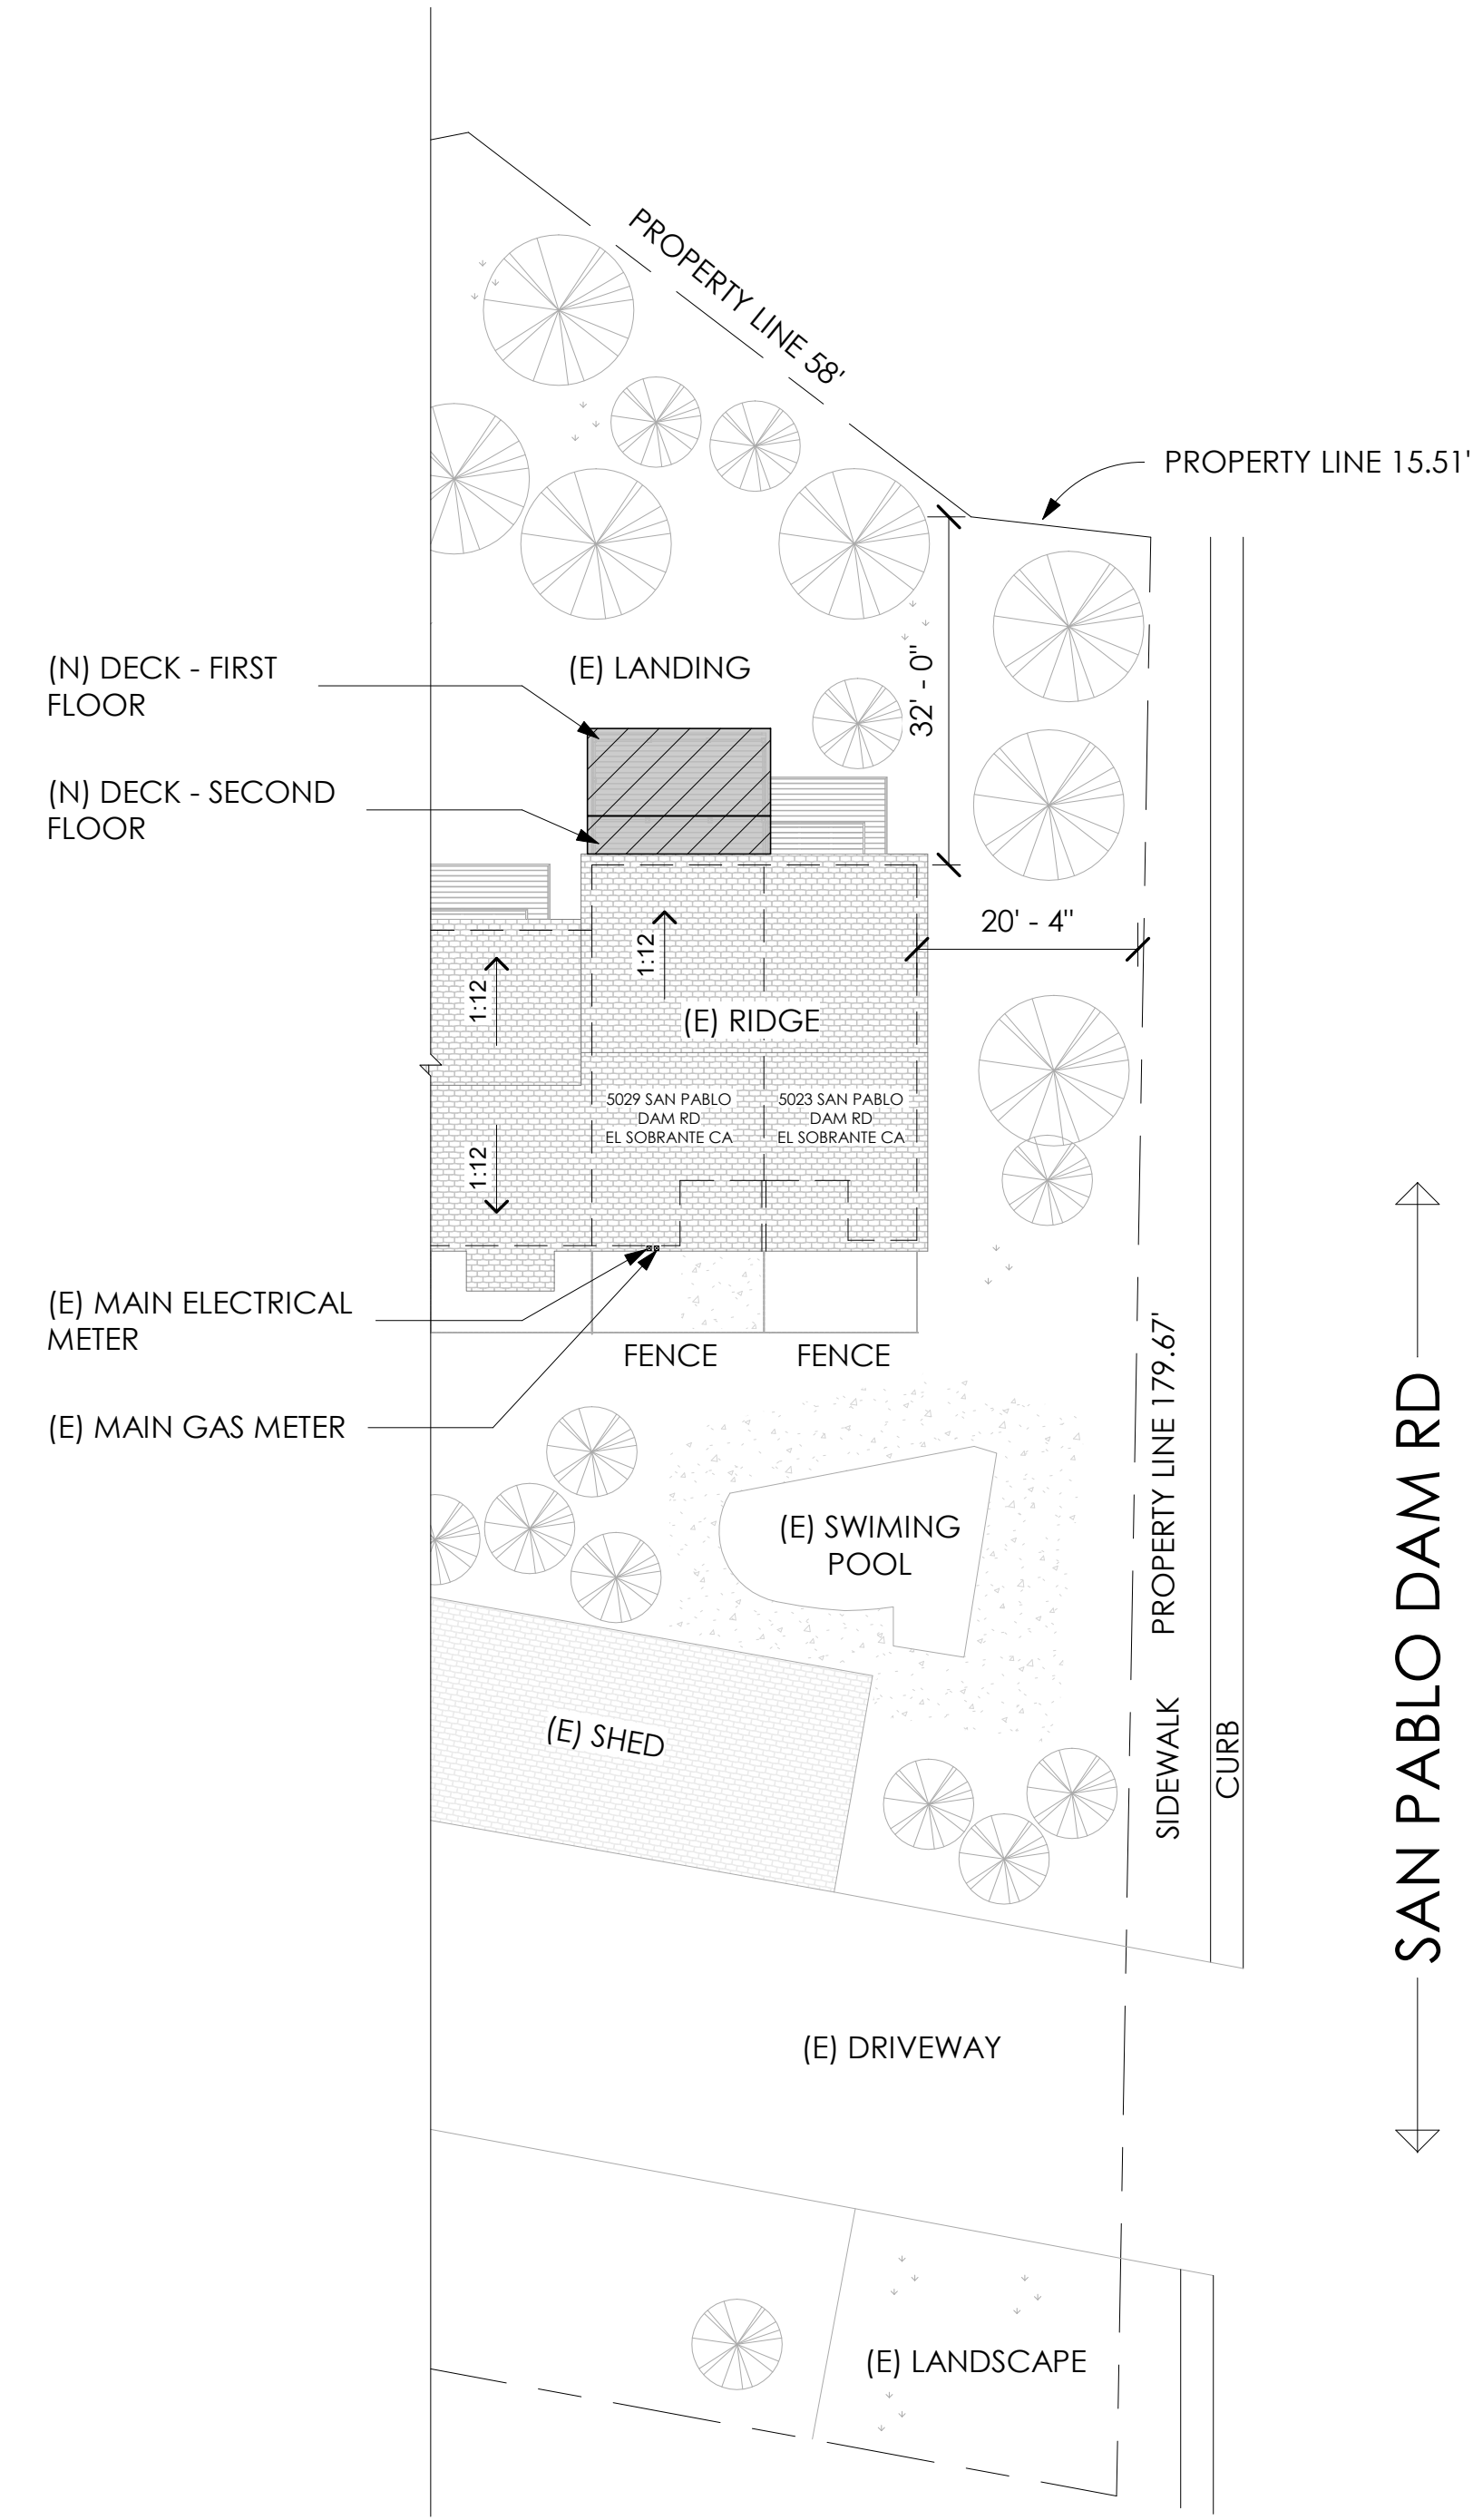 PROPERTY LINE 58'
PROPERTY LINE 15.51'
(N) DECK - FIRST
FLOOR
(E) LANDING
32' - 0"
(N) DECK - SECOND
FLOOR
20' - 4"
1:12
1:12
(E) RIDGE
5029 SAN PABLO
DAM RD
EL SOBRANTE CA
5023 SAN PABLO
DAM RD
EL SOBRANTE CA
1:12
(E) MAIN ELECTRICAL
METER
FENCE
FENCE
(E) MAIN GAS METER
PROPERTY LINE 179.67'
(E) SWIMING
POOL
SAN PABLO DAM RD
(E) SHED
SIDEWALK
CURB
(E) DRIVEWAY
(E) LANDSCAPE